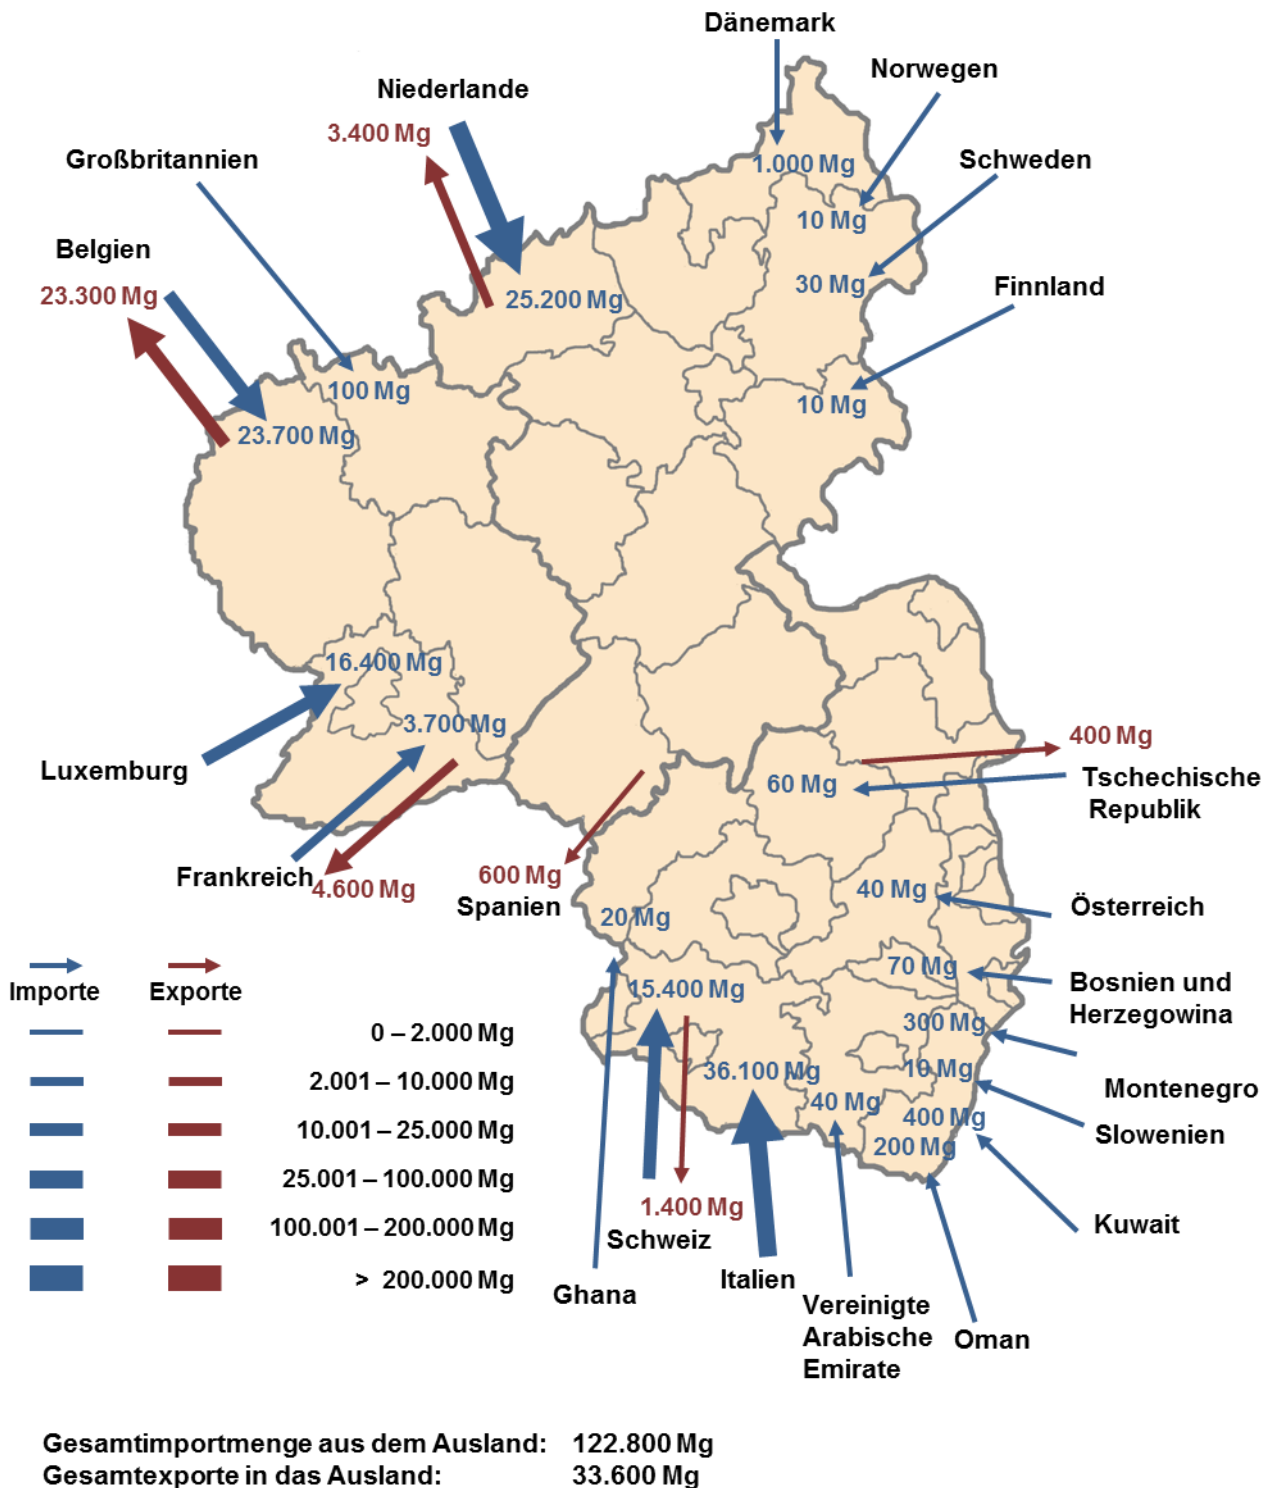 Dänemark
Norwegen
Niederlande
3.400 Mg
Großbritannien
Schweden
1.000 Mg
10 Mg
Belgien
23.300 Mg
30 Mg
Finnland
25.200 Mg
100 Mg
10 Mg
23.700 Mg
16.400 Mg
3.700 Mg
Luxemburg
400 Mg
Tschechische
Republik
60 Mg
Frankreich
4.600 Mg
600 Mg
Spanien
40 Mg
Österreich
20 Mg
70 Mg
Bosnien und
Herzegowina
15.400 Mg
300 Mg
36.100 Mg
10 Mg
Montenegro
40 Mg
400 Mg
Slowenien
200 Mg
1.400 Mg
Schweiz
Kuwait
Ghana
Italien
Vereinigte
Arabische
Emirate
Oman
Importe
Exporte
0 – 2.000 Mg
2.001 – 10.000 Mg
10.001 – 25.000 Mg
25.001 – 100.000 Mg
100.001 – 200.000 Mg
> 200.000 Mg
Gesamtimportmenge aus dem Ausland: 122.800 Mg
Gesamtexporte in das Ausland: 33.600 Mg